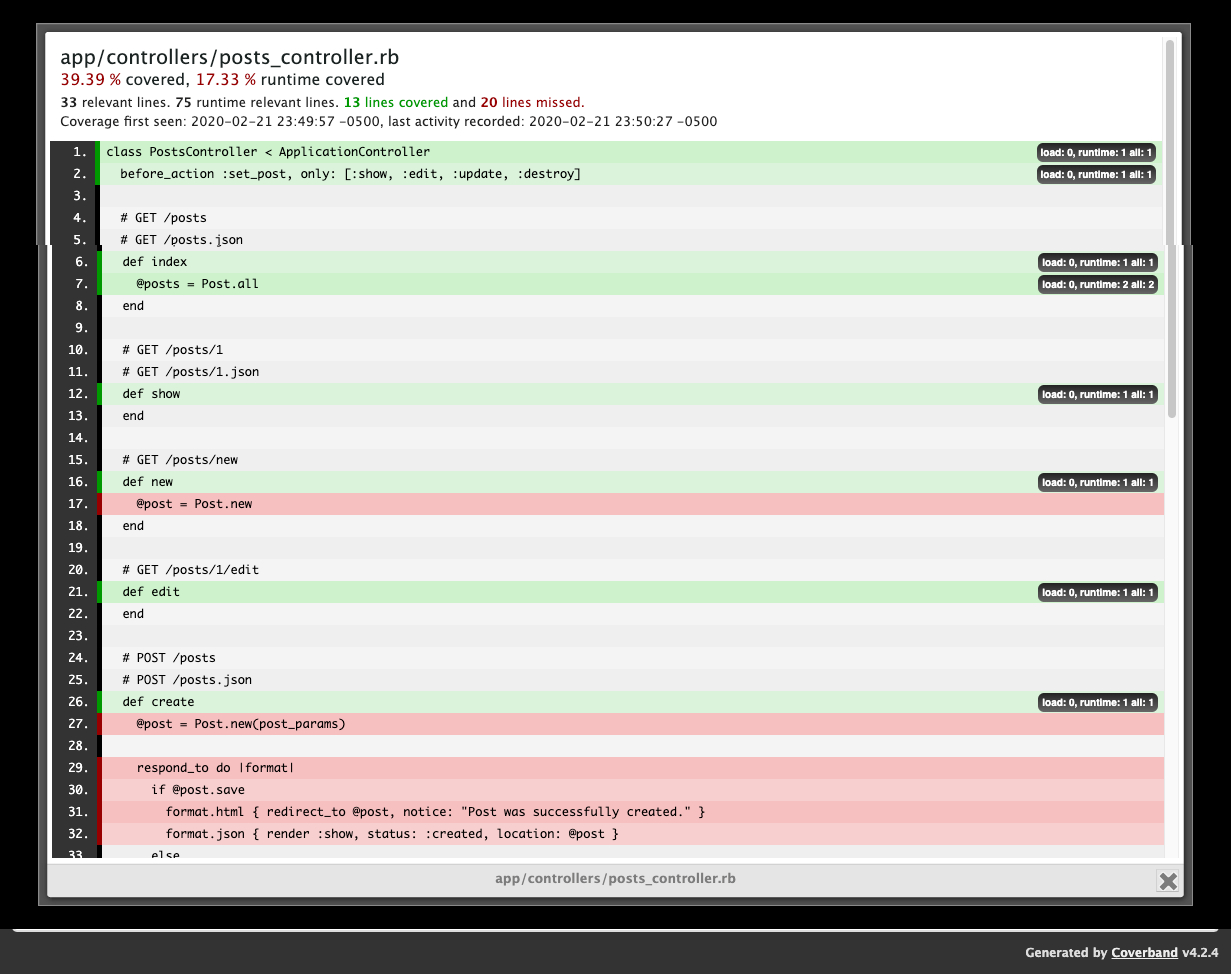 app/controllers/posts_controller.rb
39.39 % covered, 17.33 % runtime covered
33 relevant lines. 75 runtime relevant lines. 13 lines covered and 20 lines missed.
Coverage first seen: 2020-02-21 23:49:57 -0500, last activity recorded: 2020-02-21 23:50:27 -0500
1. class PostsController < ApplicationController load: 0, runtime: 1 all: 1
2. before_action :set_post, only: [:show, :edit, :update, :destroy] load: 0, runtime: 1 all: 1
3.
4. # GET /posts
5. # GET /posts.json
6. def index load: 0, runtime: 1 all: 1
7. @posts = Post.all load: 0, runtime: 2 all: 2
8. end
9.
10. # GET /posts/1
11. # GET /posts/1.json
12. def show load: 0, runtime: 1 all: 1
13. end
14.
15. # GET /posts/new
16. def new load: 0, runtime: 1 all: 1
17. @post = Post.new
18. end
19.
20. # GET /posts/1/edit
21. def edit load: 0, runtime: 1 all: 1
22. end
23.
24. # POST /posts
25. # POST /posts.json
26. def create load: 0, runtime: 1 all: 1
27. @post = Post.new(post_params)
28.
29. respond_to do |format|
30. if @post.save
31. format.html { redirect_to @post, notice: "Post was successfully created." }
32. format.json { render :show, status: :created, location: @post }
33. else
app/controllers/posts_controller.rb
Generated by Coverband v4.2.4